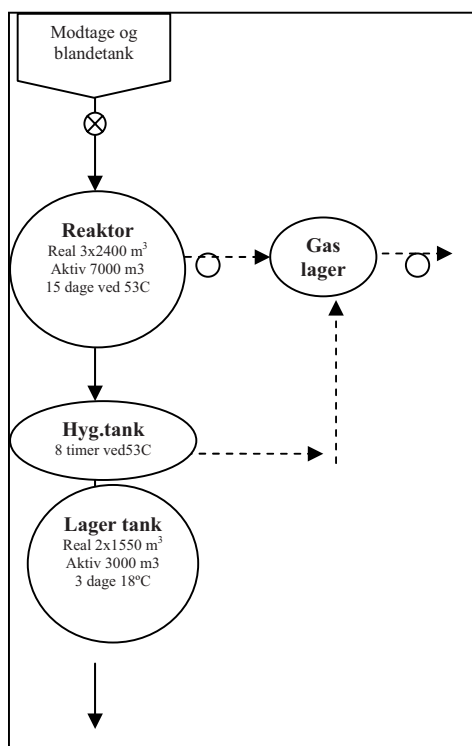 Modtage og
blandetank
Reaktor
Real 3x2400 m³
Aktiv 7000 m3
15 dage ved 53C
Gas
lager
Hyg.tank
8 timer ved53C
Lager tank
Real 2x1550 m³
Aktiv 3000 m3
3 dage 18ºC